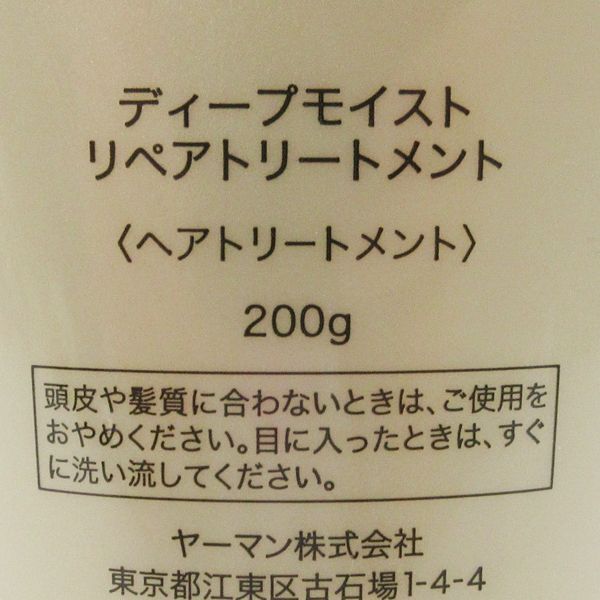 ディープモイスト
リペアトリートメント
〈ヘアトリートメント〉
200g
頭皮や髪質に合わないときは、ご使用を
おやめください。目に入ったときは、すぐ
に洗い流してください。
ヤーマン株式会社
東京都江東区古石場1-4-4